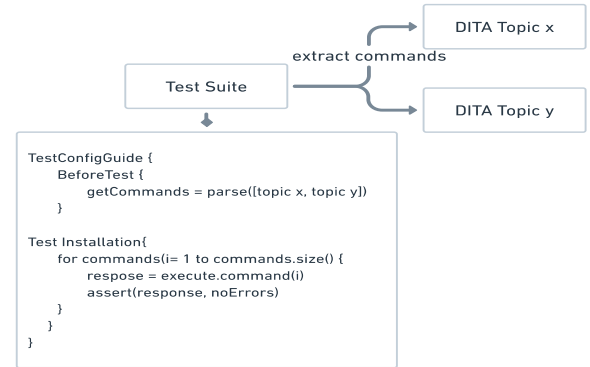 DITA Topic x
extract commands
Test Suite
DITA Topic y
TestConfigGuide {
BeforeTest {
getCommands = parse([topic x, topic y])
}
Test Installation{
for commands(i= 1 to commands.size() {
respose = execute.command(i)
assert(response, noErrors)
}
}
}